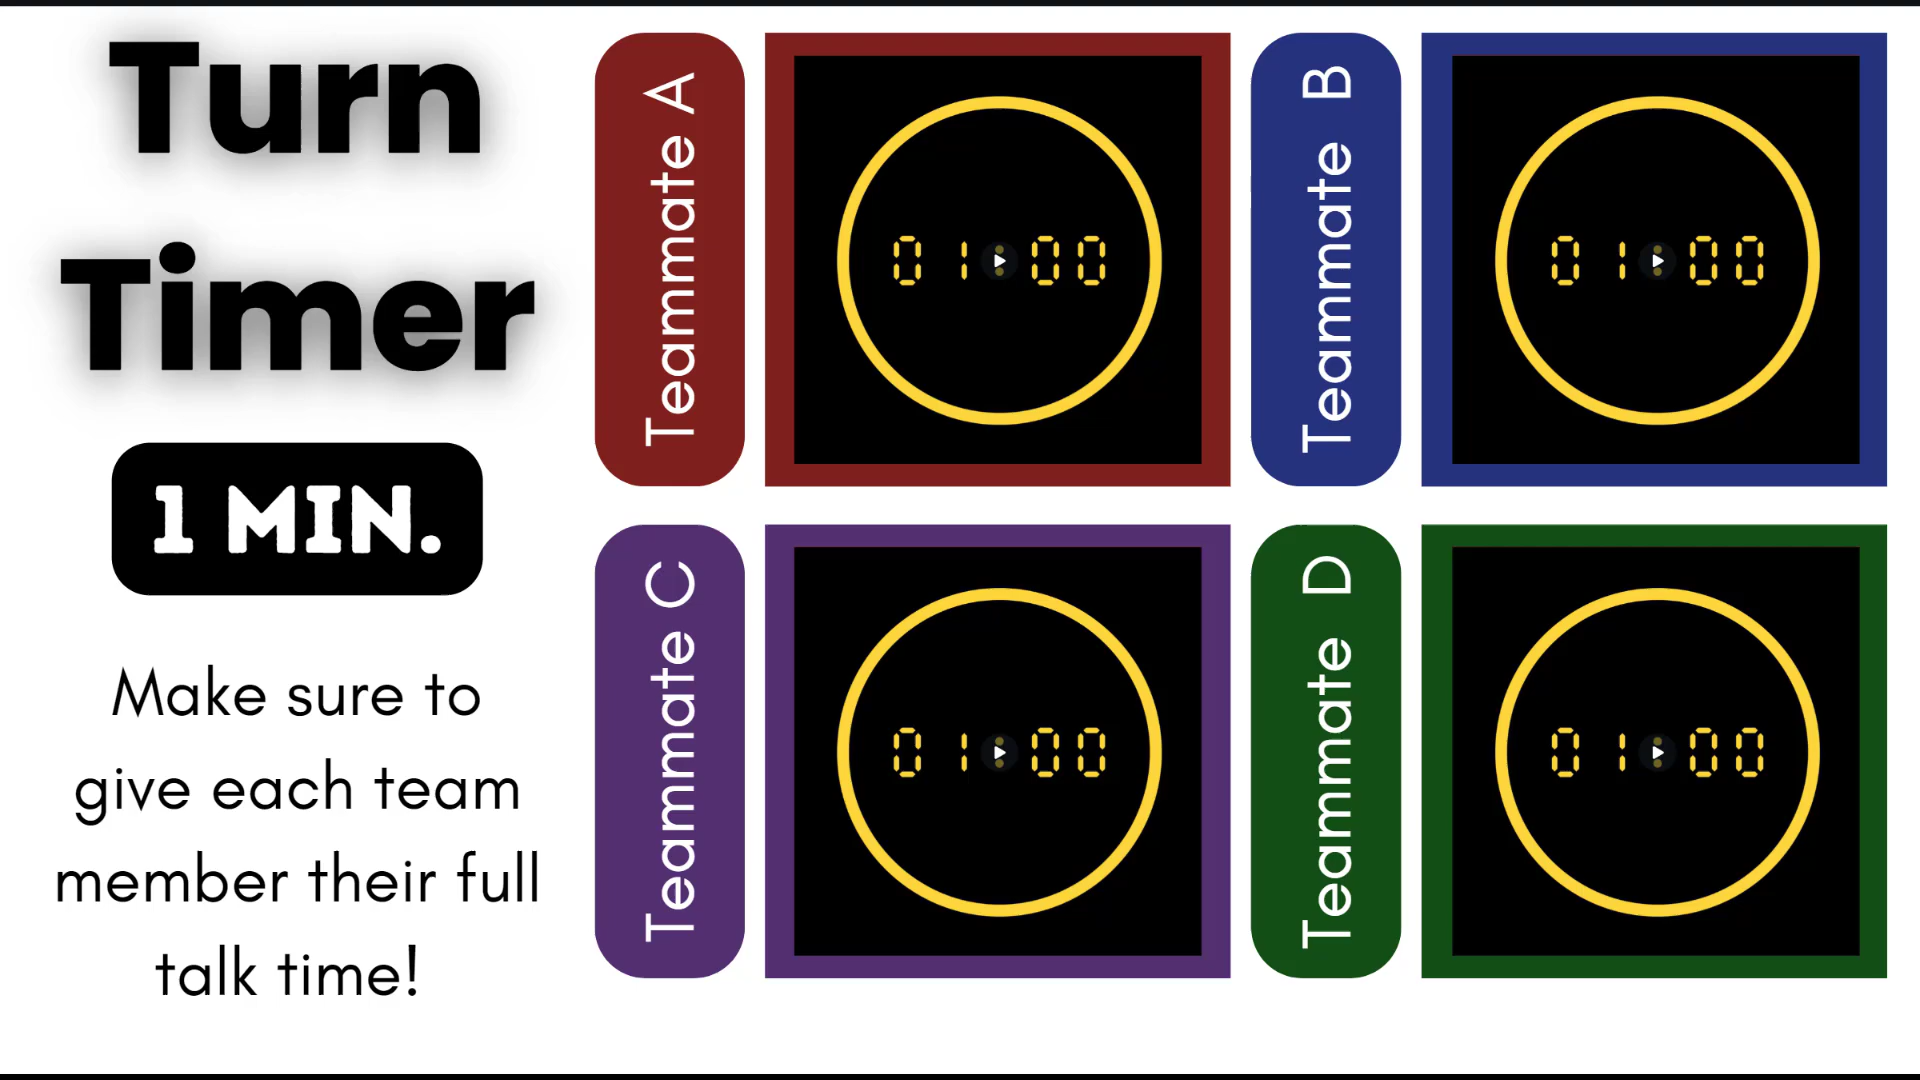 Turn
Timer
1 MIN.
Make sure to
give each team
member their full
talk time!
Teammate A
01:00
Teammate B
01:00
Teammate C
01:00
Teammate D
01:00